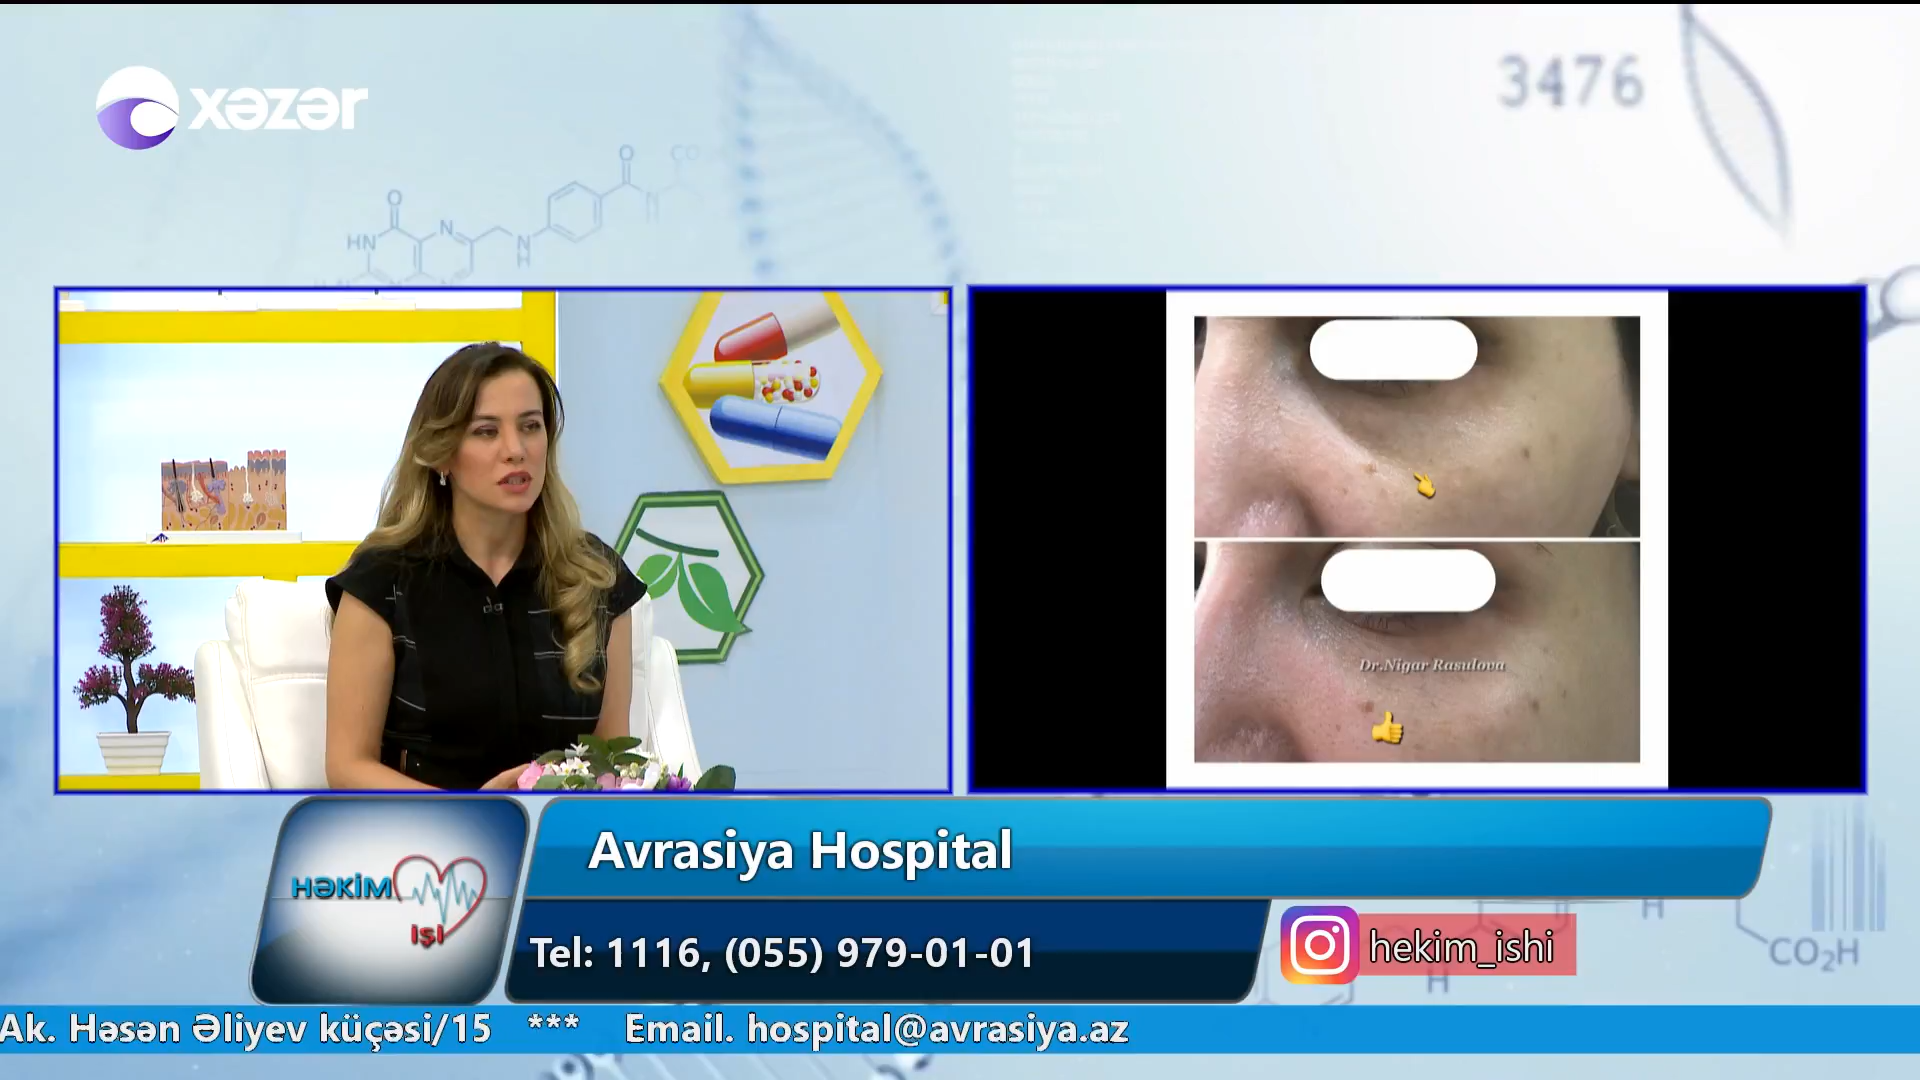 xəzər
3476
O
CO
O
HN
N
N
H
H
Dr.Nigar Rasulova
Avrasiya Hospital
HƏKİM
İŞİ
Tel: 1116, (055) 979-01-01
hekim_ishi
H
CO₂H
H
Ak. Həsən Əliyev küçəsi/15 *** Email. hospital@avrasiya.az